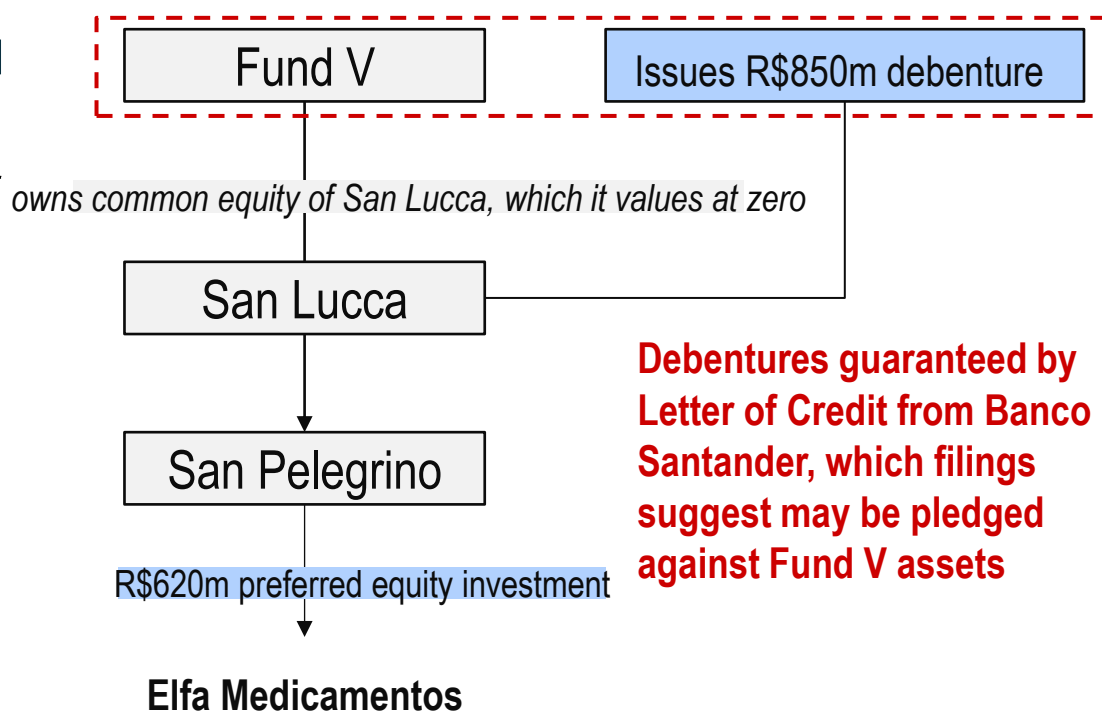 Fund V
Issues R$850m debenture
owns common equity of San Lucca, which it values at zero
San Lucca
Debentures guaranteed by
Letter of Credit from Banco
Santander, which filings
suggest may be pledged
against Fund V assets
San Pelegrino
R$620m preferred equity investment
Elfa Medicamentos